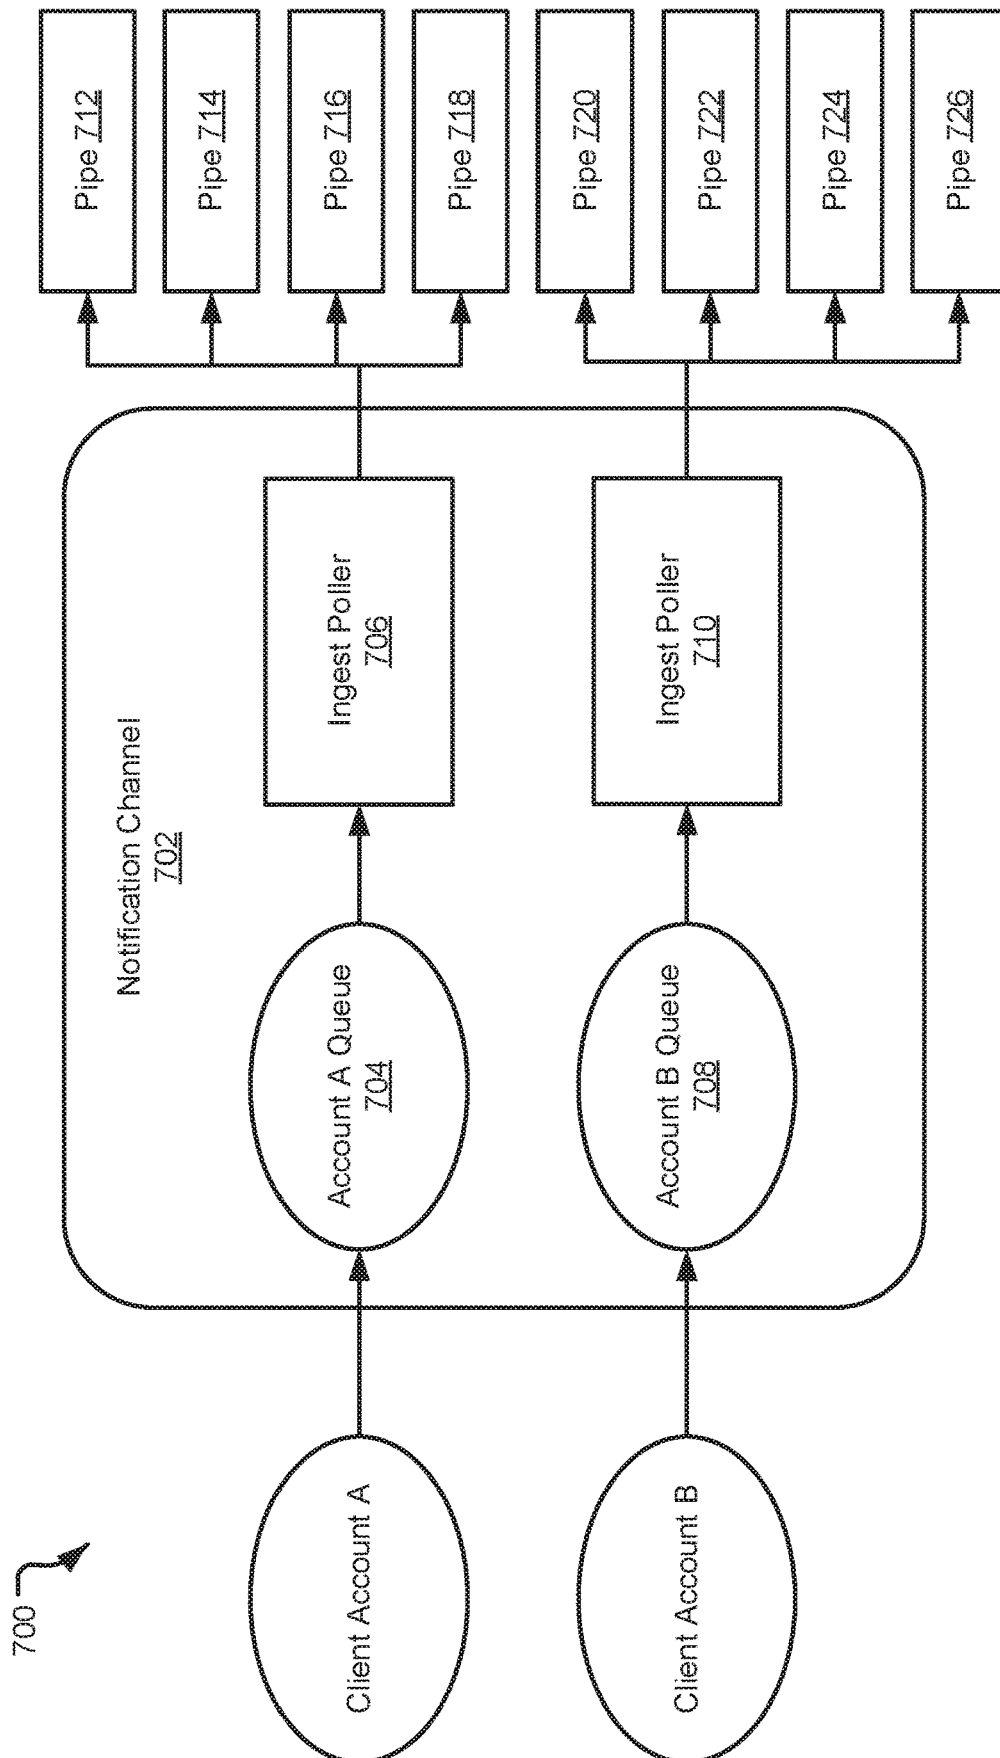 700
Notification Channel
702
Client Account A
Account A Queue
704
Ingest Poller
706
Pipe 712
Pipe 714
Pipe 716
Pipe 718
Client Account B
Account B Queue
708
Ingest Poller
710
Pipe 720
Pipe 722
Pipe 724
Pipe 726